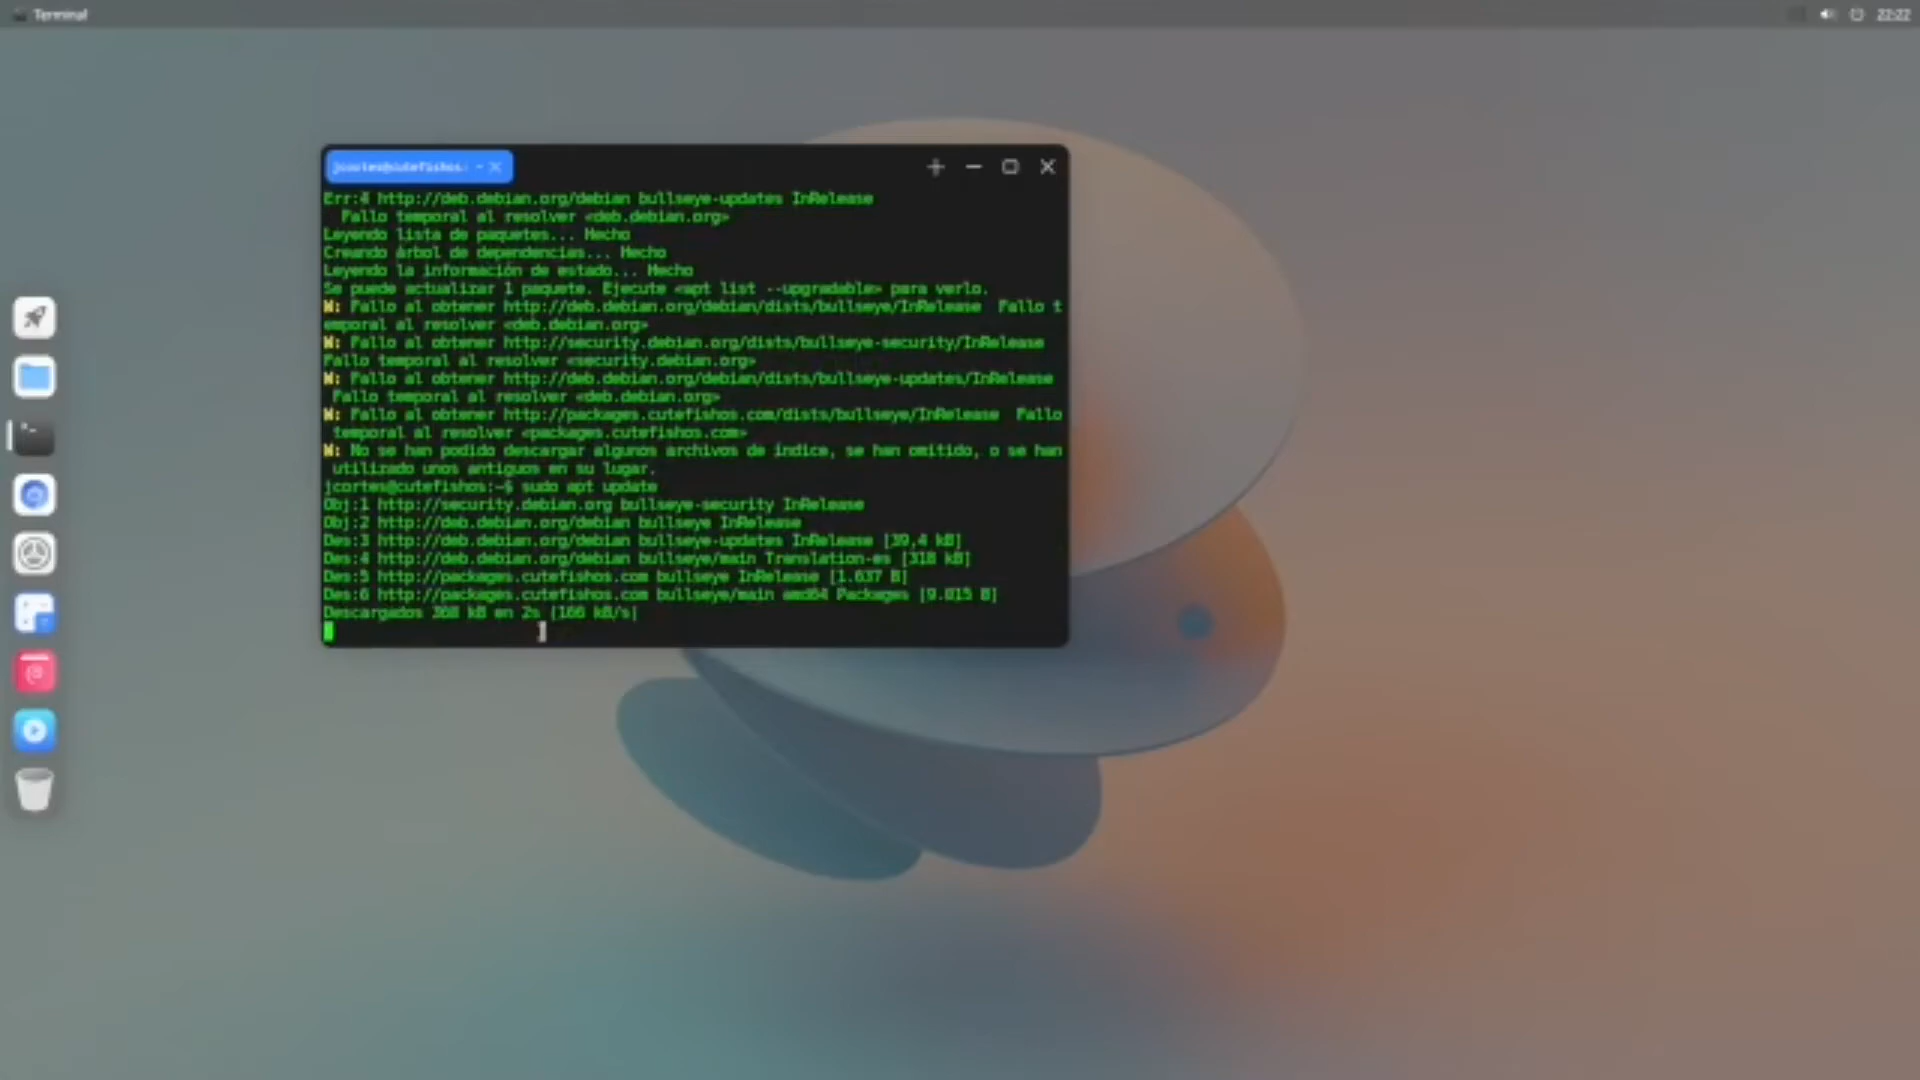 Terminal
22:22
jcortes@cutefishos: ~
Err:4 http://deb.debian.org/debian bullseye-updates InRelease
Fallo temporal al resolver «deb.debian.org»
Leyendo lista de paquetes... Hecho
Creando árbol de dependencias... Hecho
Leyendo la información de estado... Hecho
Se puede actualizar 1 paquete. Ejecute «apt list --upgradable» para verlo.
W: Fallo al obtener http://deb.debian.org/debian/dists/bullseye/InRelease  Fallo t
emporal al resolver «deb.debian.org»
W: Fallo al obtener http://security.debian.org/dists/bullseye-security/InRelease
Fallo temporal al resolver «security.debian.org»
W: Fallo al obtener http://deb.debian.org/debian/dists/bullseye-updates/InRelease
Fallo temporal al resolver «deb.debian.org»
W: Fallo al obtener http://packages.cutefishos.com/dists/bullseye/InRelease  Fallo
temporal al resolver «packages.cutefishos.com»
W: No se han podido descargar algunos archivos de índice, se han omitido, o se han
utilizado unos antiguos en su lugar.
jcortes@cutefishos:~$ sudo apt update
Obj:1 http://security.debian.org bullseye-security InRelease
Obj:2 http://deb.debian.org/debian bullseye InRelease
Des:3 http://deb.debian.org/debian bullseye-updates InRelease [39,4 kB]
Des:4 http://deb.debian.org/debian bullseye/main Translation-es [318 kB]
Des:5 http://packages.cutefishos.com bullseye InRelease [1.637 B]
Des:6 http://packages.cutefishos.com bullseye/main amd64 Packages [9.015 B]
Descargados 368 kB en 2s (166 kB/s)